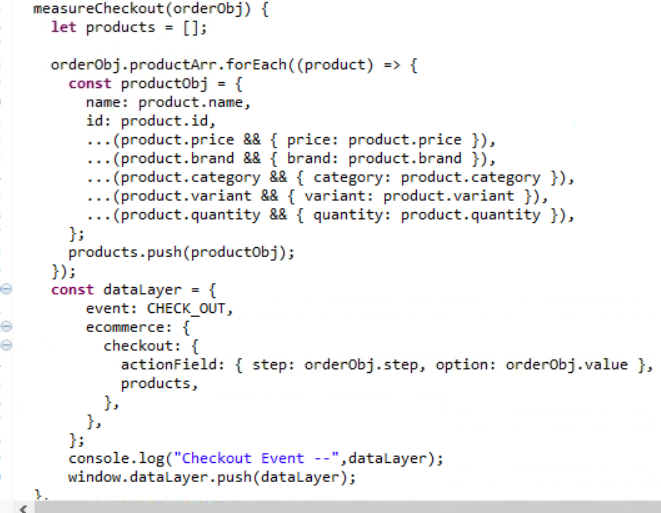 measureCheckout(orderObj) {
  let products = [];

  orderObj.productArr.forEach((product) => {
    const productObj = {
      name: product.name,
      id: product.id,
      ...(product.price && { price: product.price }),
      ...(product.brand && { brand: product.brand }),
      ...(product.category && { category: product.category }),
      ...(product.variant && { variant: product.variant }),
      ...(product.quantity && { quantity: product.quantity }),
    };
    products.push(productObj);
  });
  const dataLayer = {
      event: CHECK_OUT,
      ecommerce: {
        checkout: {
          actionField: { step: orderObj.step, option: orderObj.value },
          products,
        },
      },
    };
    console.log("Checkout Event --",dataLayer);
    window.dataLayer.push(dataLayer);
},